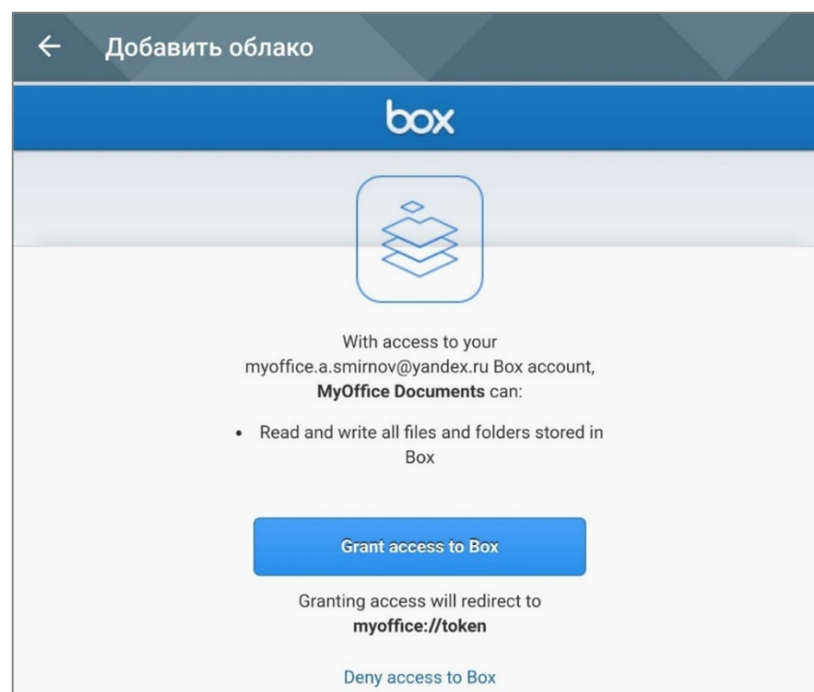 Добавить облако
box
With access to your
myoffice.a.smirnov@yandex.ru Box account,
MyOffice Documents can:
• Read and write all files and folders stored in
Box
Grant access to Box
Granting access will redirect to
myoffice://token
Deny access to Box